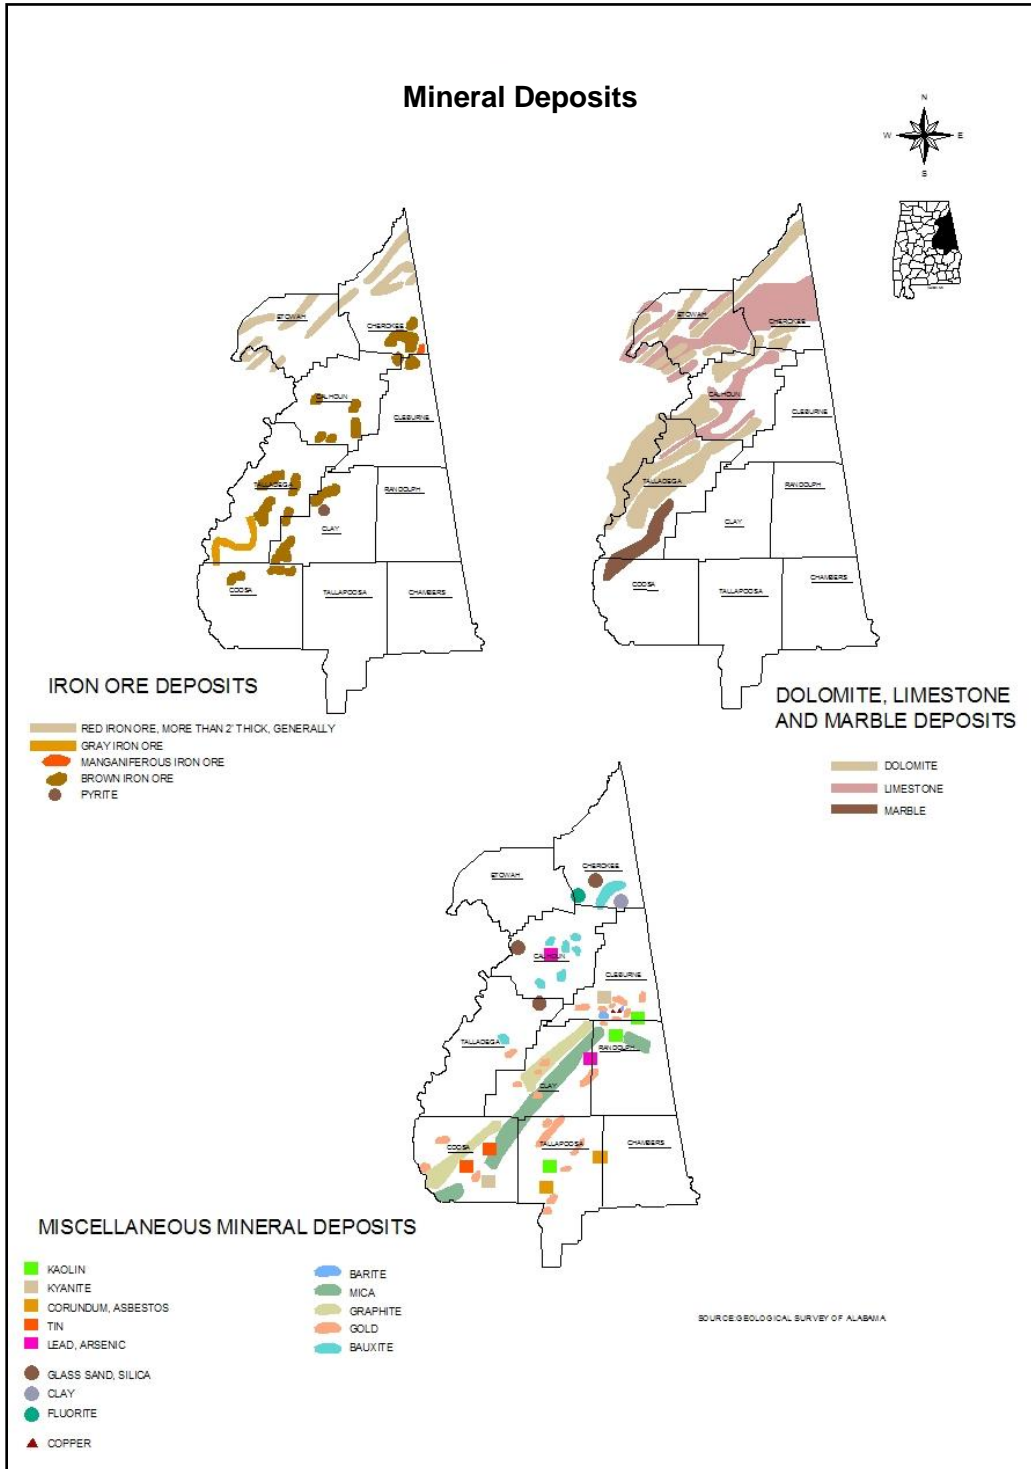 Mineral Deposits
N
W
E
S
ETOWAH
CHEROKEE
CALHOUN
CLEBURNE
TALLADEGA
RANDOLPH
CLAY
COOSA
TALLAPOOSA
CHAMBERS
ETOWAH
CHEROKEE
CALHOUN
CLEBURNE
TALLADEGA
RANDOLPH
CLAY
COOSA
TALLAPOOSA
CHAMBERS
IRON ORE DEPOSITS
RED IRON ORE, MORE THAN 2' THICK, GENERALLY
GRAY IRON ORE
MANGANIFEROUS IRON ORE
BROWN IRON ORE
PYRITE
DOLOMITE, LIMESTONE
AND MARBLE DEPOSITS
DOLOMITE
LIMESTONE
MARBLE
CHEROKEE
ETOWAH
CALHOUN
CLEBURNE
TALLADEGA
RANDOLPH
CLAY
COOSA
TALLAPOOSA
CHAMBERS
MISCELLANEOUS MINERAL DEPOSITS
KAOLIN
KYANITE
CORUNDUM, ASBESTOS
TIN
LEAD, ARSENIC
GLASS SAND, SILICA
CLAY
FLUORITE
COPPER
BARITE
MICA
GRAPHITE
GOLD
BAUXITE
SOURCE:GEOLOGICAL SURVEY OF ALABAMA